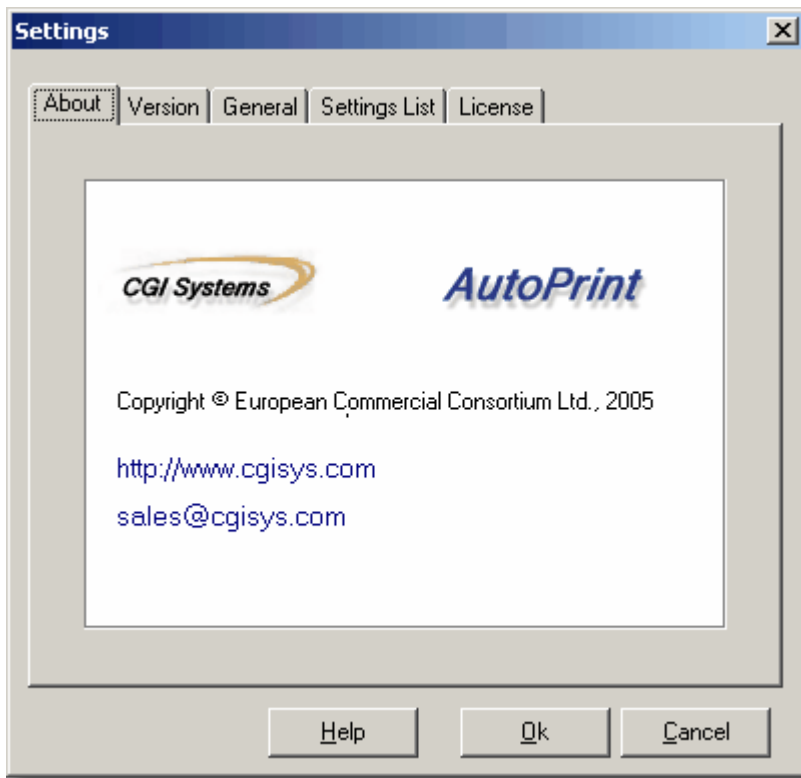 Settings
About Version General Settings List License
CGI Systems AutoPrint
Copyright © European Commercial Consortium Ltd., 2005
http://www.cgisys.com
sales@cgisys.com
Help Ok Cancel